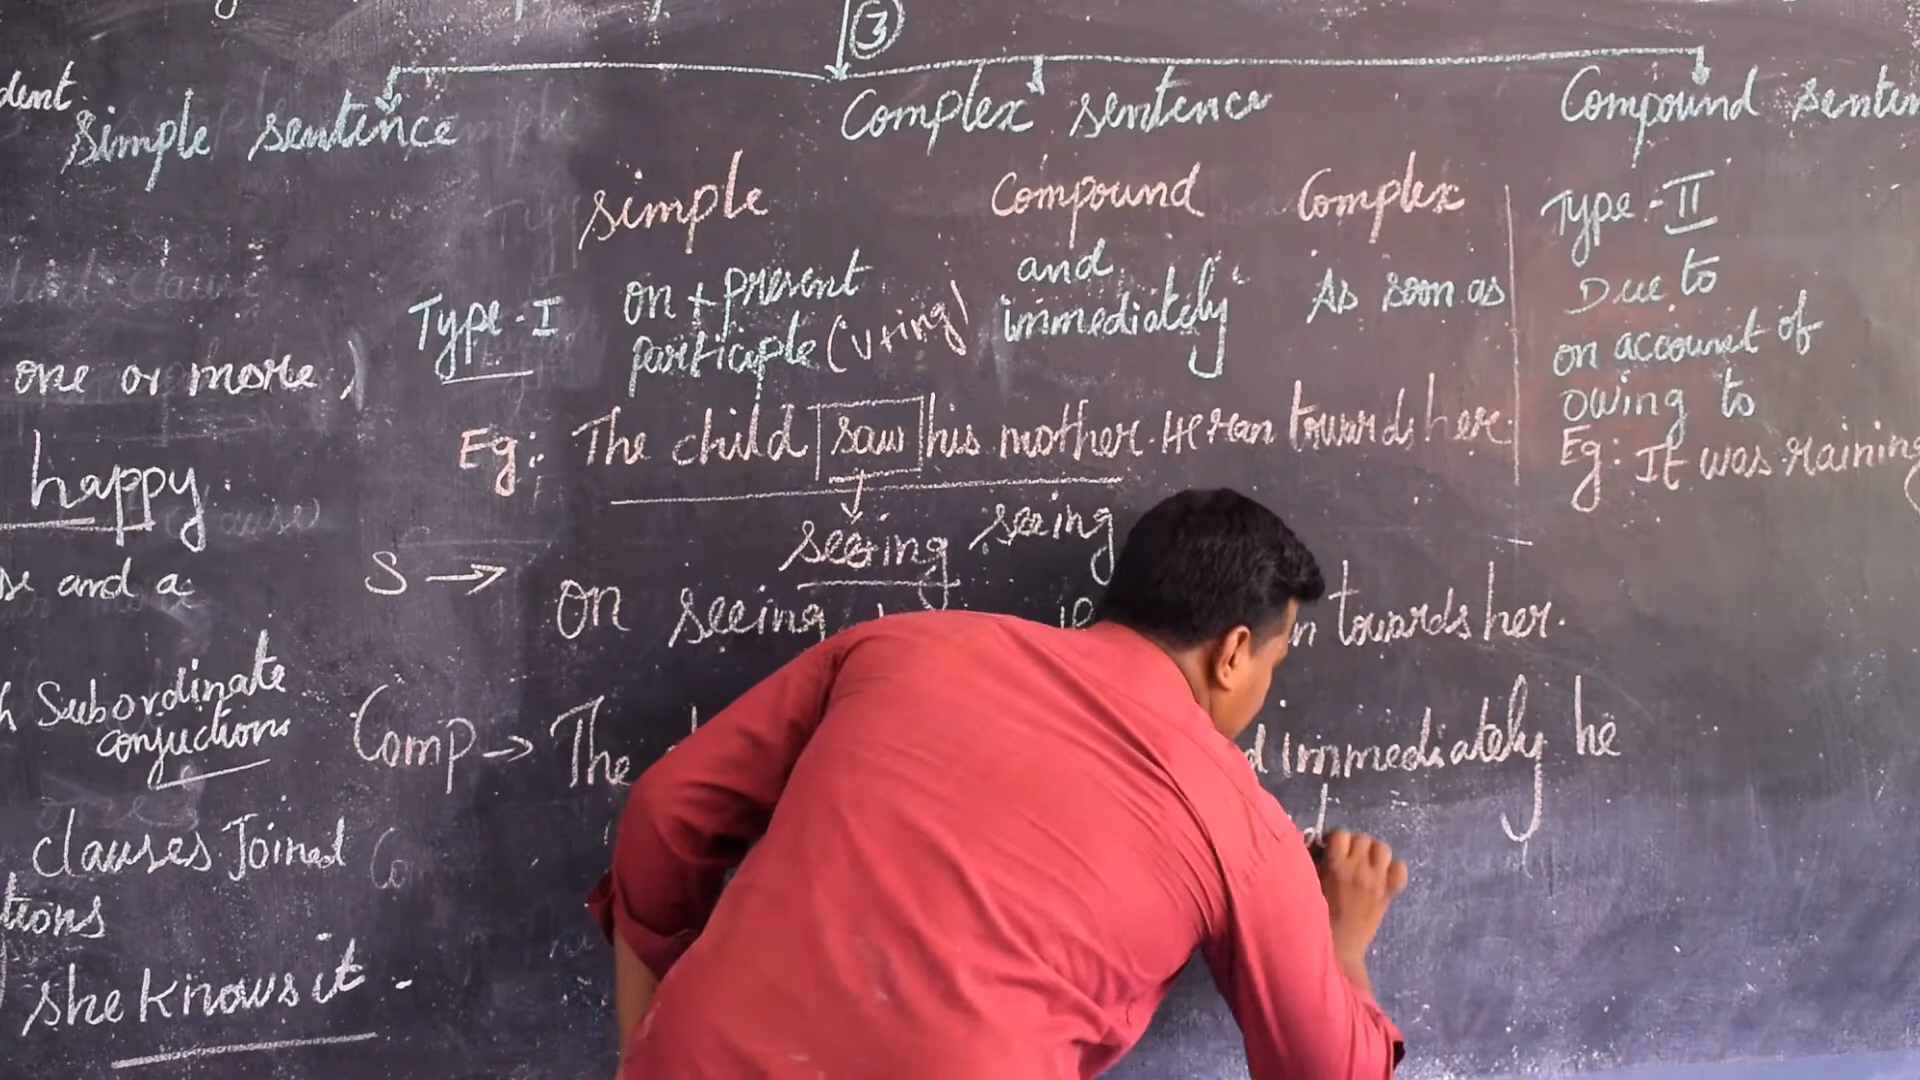 3
dent.
Simple sentence
Complex sentence
Compound senten
Simple
Compound
Complex
Type-I
on + present
participle (v+ing)
and
immediately
As soon as
Type-II
Due to
on account of
owing to
Eg: It was raining
Eg: The child saw his mother. He ran towards her.
seeing seeing
S → On seeing
n towards her.
Comp → The
d immediately he
one or more)
happy.
se and a
h Subordinate
conjuctions
clauses Joined
tions
she knows it.